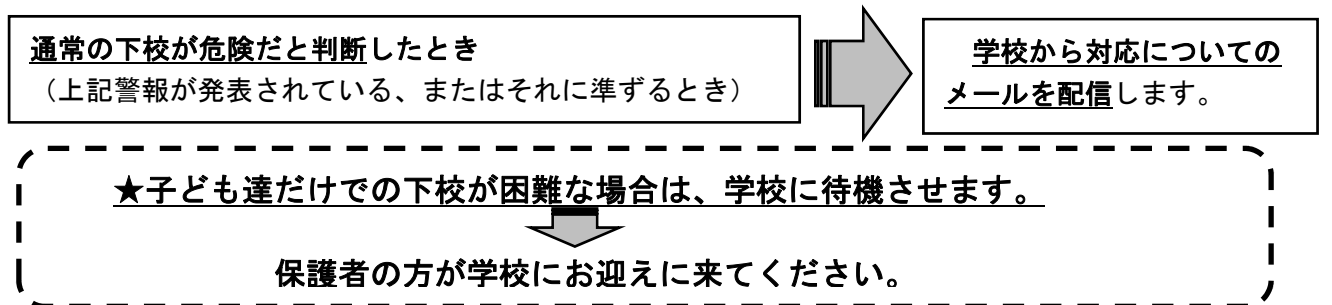 通常の下校が危険だと判断したとき
（上記警報が発表されている、またはそれに準ずるとき）
学校から対応についての
メールを配信します。
★子ども達だけでの下校が困難な場合は、学校に待機させます。
保護者の方が学校にお迎えに来てください。